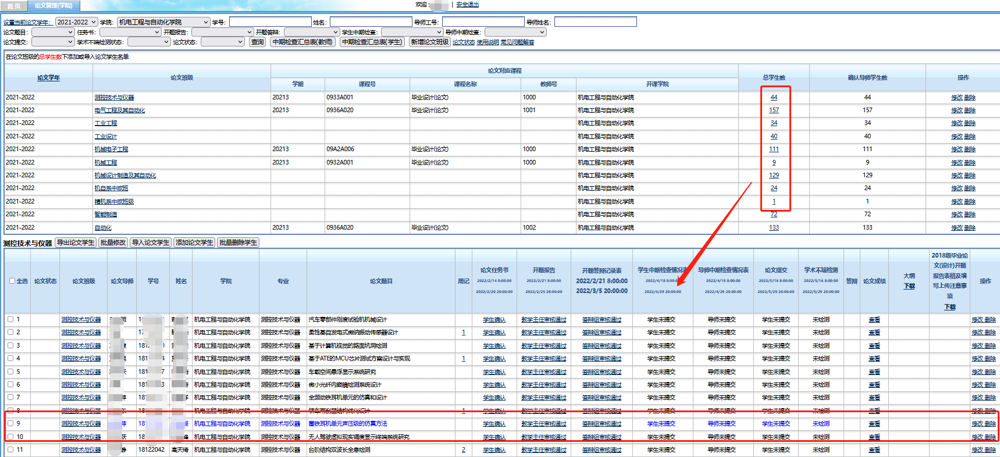 首 页 论文管理(学院) 欢迎: | 安全退出
设置当前论文学年: 2021-2022 学院: 机电工程与自动化学院 学号: 姓名: 导师工号: 导师姓名:
论文题目: 任务书: 开题报告: 开题答辩: 学生中期检查: 导师中期检查:
论文提交: 学术不端检测状态: 论文状态: 查询 中期检查汇总表(教师) 中期检查汇总表(学生) 新增论文班级 论文状态 使用说明 常见问题解答
在论文班级的总学生数下添加或导入论文学生名单
论文学年 论文班级 论文对应课程 总学生数 确认导师学生数 操作
学期 课程号 课程名称 教师号 开课学院
2021-2022 测控技术与仪器 20213 0933A001 毕业设计(论文) 1000 机电工程与自动化学院 44 44 修改 删除
2021-2022 电气工程及其自动化 20213 0936A020 毕业设计(论文) 1001 机电工程与自动化学院 157 157 修改 删除
2021-2022 工业工程 机电工程与自动化学院 34 34 修改 删除
2021-2022 工业设计 机电工程与自动化学院 40 40 修改 删除
2021-2022 机械电子工程 20213 09A2A006 毕业设计(论文) 1000 机电工程与自动化学院 111 111 修改 删除
2021-2022 机械工程 20213 0932A001 毕业设计(论文) 1000 机电工程与自动化学院 9 9 修改 删除
2021-2022 机械设计制造及其自动化 机电工程与自动化学院 129 129 修改 删除
2021-2022 机自系中欧班 机电工程与自动化学院 24 24 修改 删除
2021-2022 精机系中欧班级 机电工程与自动化学院 1 1 修改 删除
2021-2022 智能制造 机电工程与自动化学院 72 72 修改 删除
2021-2022 自动化 20213 0936A020 毕业设计(论文) 1002 机电工程与自动化学院 133 133 修改 删除
测控技术与仪器 导出论文学生 批量修改 导入论文学生 添加论文学生 批量删除学生
全选 论文状态 论文班级 论文导师 学号 姓名 学院 专业 论文题目 周记 论文任务书 2022/2/14 8:00:00 2022/2/20 20:00:00 开题报告 2022/2/21 8:00:00 2022/2/25 20:00:00 开题答辩记录表 2022/2/21 8:00:00 2022/3/5 20:00:00 学生中期检查情况表 2022/4/18 8:00:00 2022/4/29 20:00:00 导师中期检查情况表 2022/4/18 8:00:00 2022/4/29 20:00:00 论文提交 2022/5/16 8:00:00 2022/5/29 20:00:00 学术不端检测 2022/5/16 8:00:00 2022/5/29 20:00:00 答辩 论文成绩 大纲 下载 2018级毕业论文(设计)开题报告表格及填写上传注意事项 下载 操作
1 测控技术与仪器 明 机电工程与自动化学院 测控技术与仪器 汽车零部件刚度试验机机械设计 学生确认 教学主任审核通过 答辩组审核通过 学生未提交 导师未提交 学生未提交 未检测 查看 修改 删除
2 测控技术与仪器 机电工程与自动化学院 测控技术与仪器 柔性基自发电式微纳振动传感器设计 1 学生确认 教学主任审核通过 答辩组审核通过 学生未提交 导师未提交 学生未提交 未检测 查看 修改 删除
3 测控技术与仪器 机电工程与自动化学院 测控技术与仪器 基于计算机视觉的路面坑洞检测 学生确认 教学主任审核通过 答辩组审核通过 学生未提交 导师未提交 学生未提交 未检测 查看 修改 删除
4 测控技术与仪器 机电工程与自动化学院 测控技术与仪器 基于ATE的MCU芯片测试方案设计与实现 1 学生确认 教学主任审核通过 答辩组审核通过 学生未提交 导师未提交 学生未提交 未检测 查看 修改 删除
5 测控技术与仪器 机电工程与自动化学院 测控技术与仪器 车载空间悬浮显示系统研究 学生确认 教学主任审核通过 答辩组审核通过 学生未提交 导师未提交 学生未提交 未检测 查看 修改 删除
6 测控技术与仪器 机电工程与自动化学院 测控技术与仪器 微小光纤内窥镜检测系统设计 学生确认 教学主任审核通过 答辩组审核通过 学生未提交 导师未提交 学生未提交 未检测 查看 修改 删除
7 测控技术与仪器 机电工程与自动化学院 测控技术与仪器 全频动铁耳机单元的仿真和设计 学生确认 教学主任审核通过 答辩组审核通过 学生未提交 导师未提交 学生未提交 未检测 查看 修改 删除
8 测控技术与仪器 机电工程与自动化学院 测控技术与仪器 轿车雨刮器结构优化设计 1 学生确认 教学主任审核通过 答辩组审核通过 学生未提交 导师未提交 学生未提交 未检测 查看 修改 删除
9 测控技术与仪器 机电工程与自动化学院 测控技术与仪器 圈铁耳机单元声压级的仿真方法 学生确认 教学主任审核通过 答辩组审核通过 学生未提交 导师未提交 学生未提交 未检测 查看 修改 删除
10 测控技术与仪器 机电工程与自动化学院 测控技术与仪器 无人驾驶虚拟现实调度显示终端系统研究 学生确认 教学主任审核通过 答辩组审核通过 学生未提交 导师未提交 学生未提交 未检测 查看 修改 删除
11 测控技术与仪器 静 18122042 高天琦 机电工程与自动化学院 测控技术与仪器 台阶结构双波长全息检测 2 学生确认 教学主任审核通过 答辩组审核通过 学生未提交 导师未提交 学生未提交 未检测 查看 修改 删除